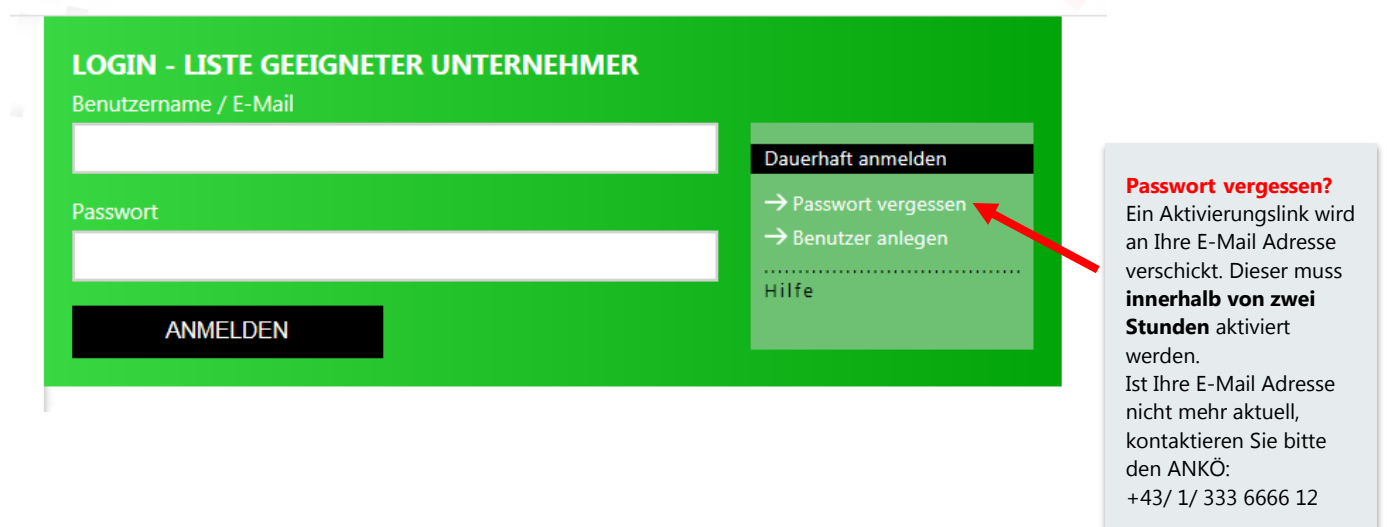 LOGIN - LISTE GEEIGNETER UNTERNEHMER
Benutzername / E-Mail
Passwort
ANMELDEN
Dauerhaft anmelden
→ Passwort vergessen
→ Benutzer anlegen
Hilfe
Passwort vergessen?
Ein Aktivierungslink wird
an Ihre E-Mail Adresse
verschickt. Dieser muss
innerhalb von zwei
Stunden aktiviert
werden.
Ist Ihre E-Mail Adresse
nicht mehr aktuell,
kontaktieren Sie bitte
den ANKÖ:
+43/ 1/ 333 6666 12